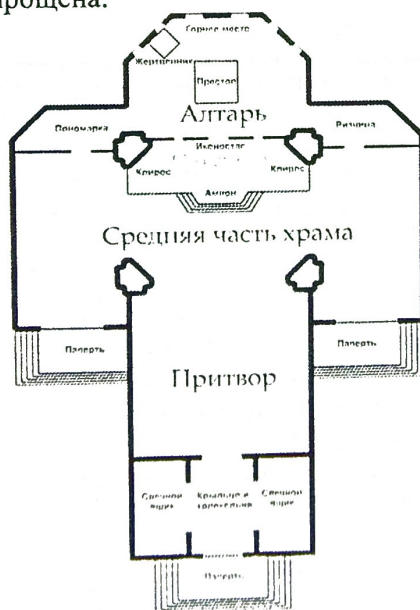 прощена.
Горнее место
Жертвенник
Престол
Алтарь
Пономарка
Иконостас
Ризница
Клирос
Клирос
Амвон
Средняя часть храма
Паперть
Паперть
Притвор
Свечной Крыльцо и Свечной
ящик колокольня ящик
Паперть